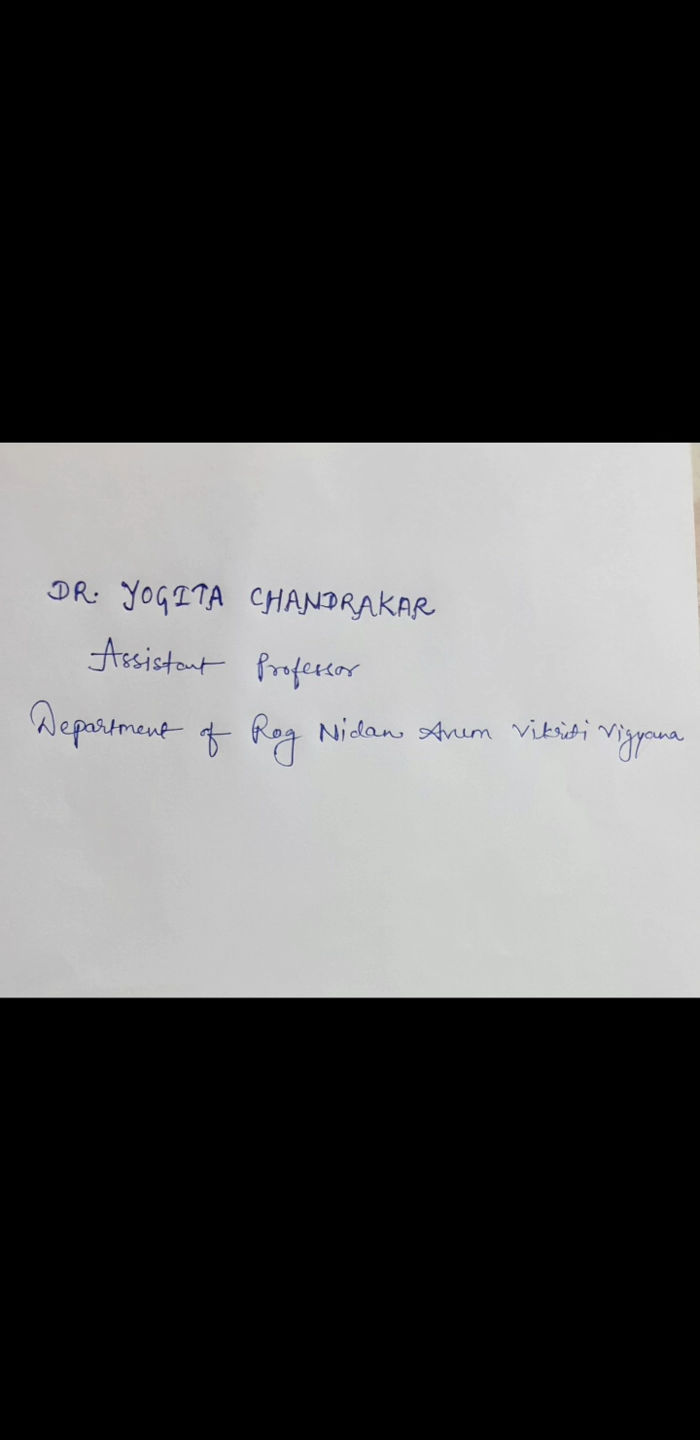 DR. YOGITA CHANDRAKAR
Assistant Professor
Department of Rog Nidan Avum Vikriti Vigyana